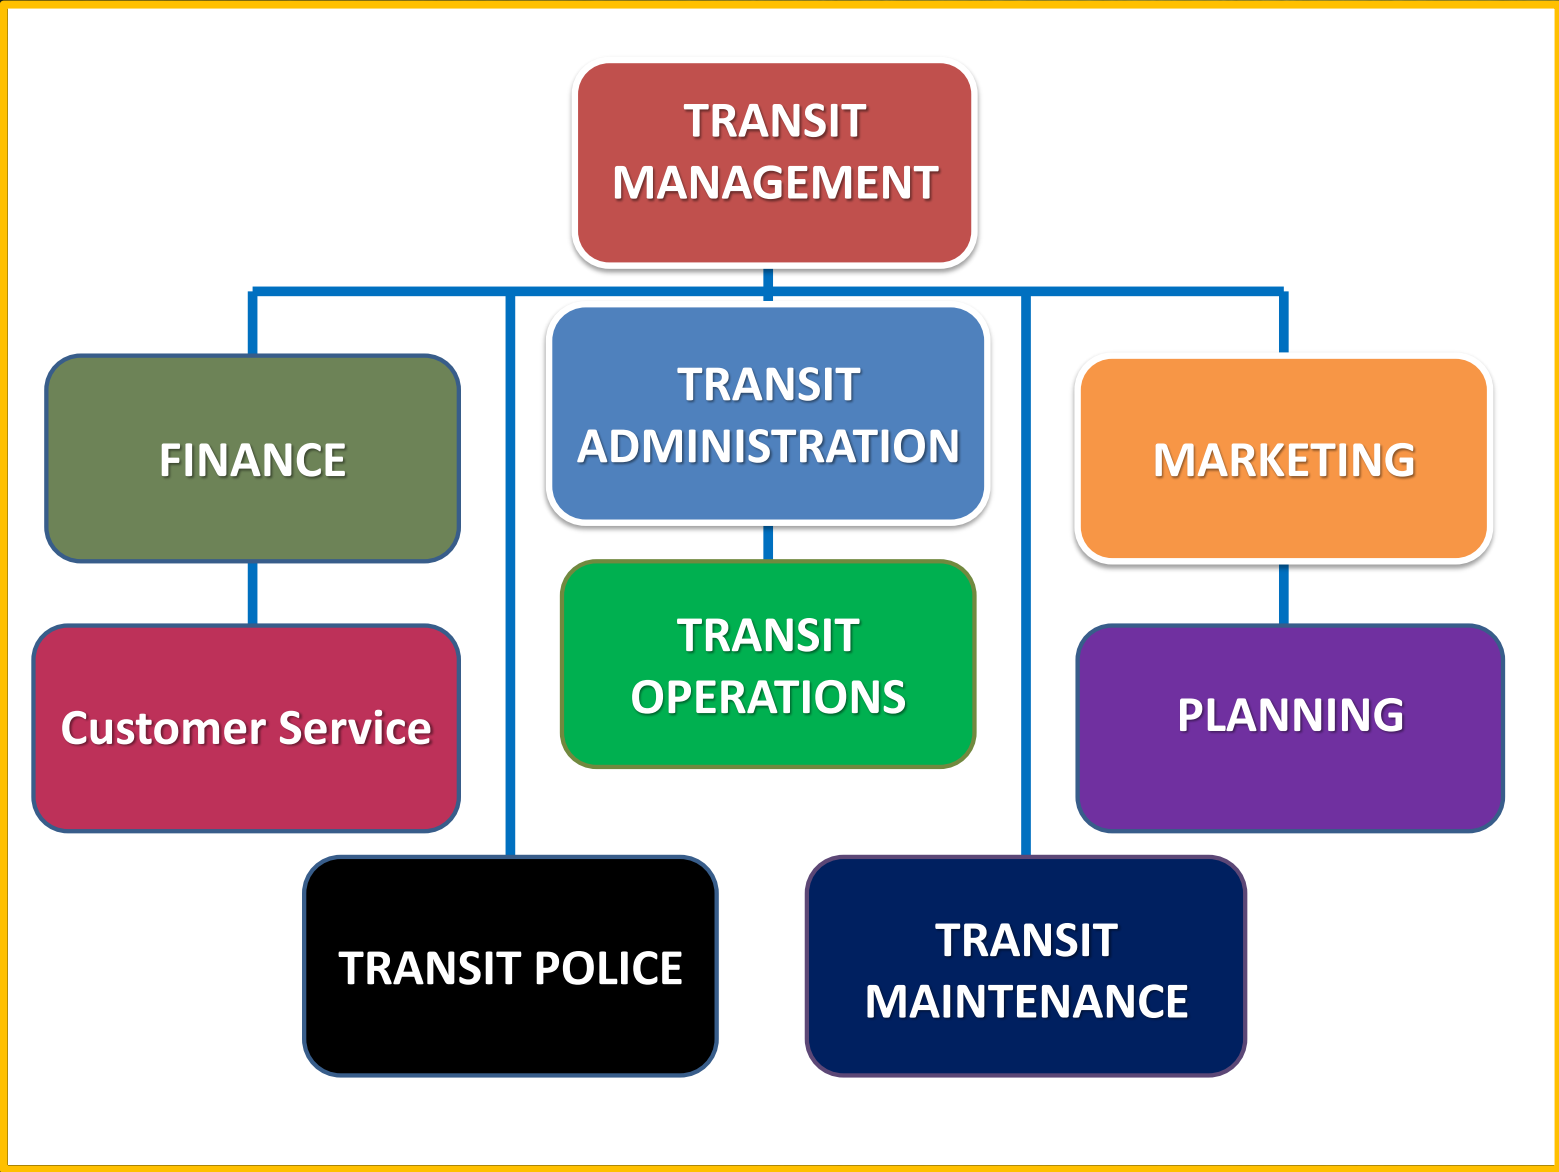 TRANSIT
MANAGEMENT
TRANSIT
ADMINISTRATION
FINANCE
MARKETING
TRANSIT
OPERATIONS
Customer Service
PLANNING
TRANSIT POLICE
TRANSIT
MAINTENANCE